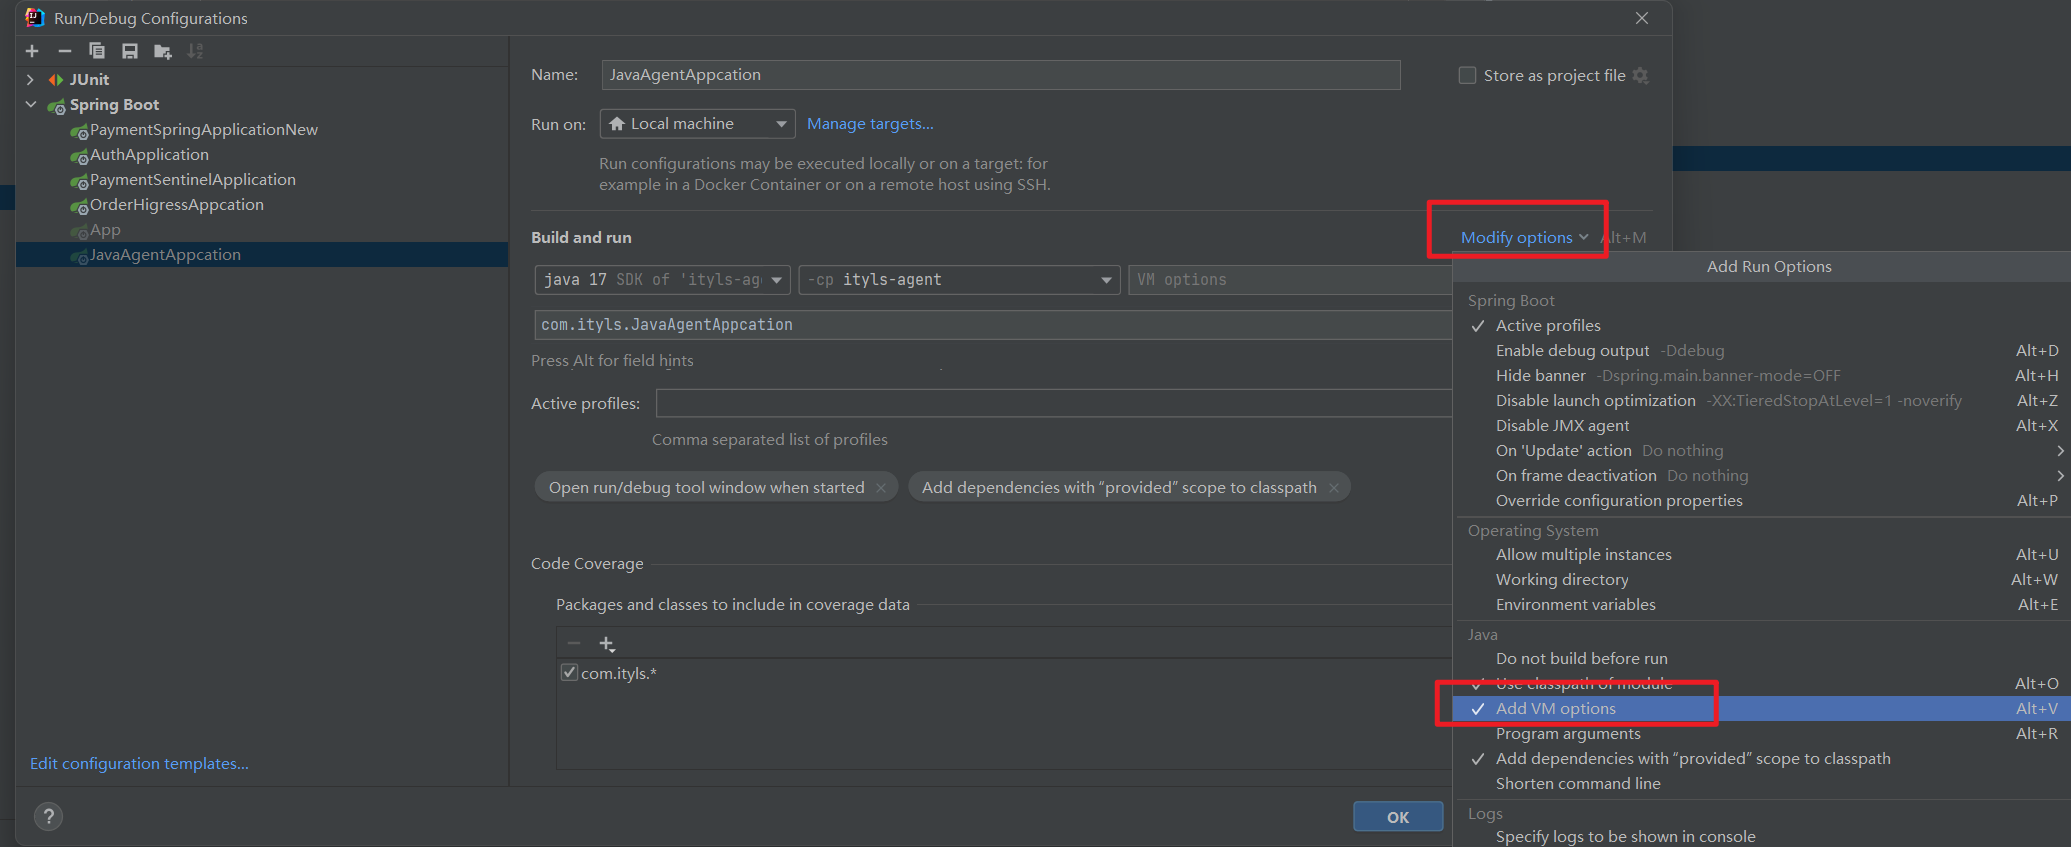 Run/Debug Configurations
JUnit
Spring Boot
PaymentSpringApplicationNew
AuthApplication
PaymentSentinelApplication
OrderHigressAppcation
App
JavaAgentAppcation
Edit configuration templates...
Name: JavaAgentAppcation
Store as project file
Run on: Local machine Manage targets...
Run configurations may be executed locally or on a target: for
example in a Docker Container or on a remote host using SSH.
Build and run
Modify options
java 17 SDK of 'ityls-ag -cp ityls-agent VM options
com.ityls.JavaAgentAppcation
Press Alt for field hints
Active profiles:
Comma separated list of profiles
Open run/debug tool window when started
Add dependencies with “provided” scope to classpath
Code Coverage
Packages and classes to include in coverage data
com.ityls.*
?
OK
Add Run Options
Spring Boot
Active profiles
Enable debug output -Ddebug Alt+D
Hide banner -Dspring.main.banner-mode=OFF Alt+H
Disable launch optimization -XX:TieredStopAtLevel=1 -noverify Alt+Z
Disable JMX agent Alt+X
On 'Update' action Do nothing
On frame deactivation Do nothing
Override configuration properties Alt+P
Operating System
Allow multiple instances Alt+U
Working directory Alt+W
Environment variables Alt+E
Java
Do not build before run
Use classpath of module Alt+O
Add VM options Alt+V
Program arguments Alt+R
Add dependencies with “provided” scope to classpath
Shorten command line
Logs
Specify logs to be shown in console